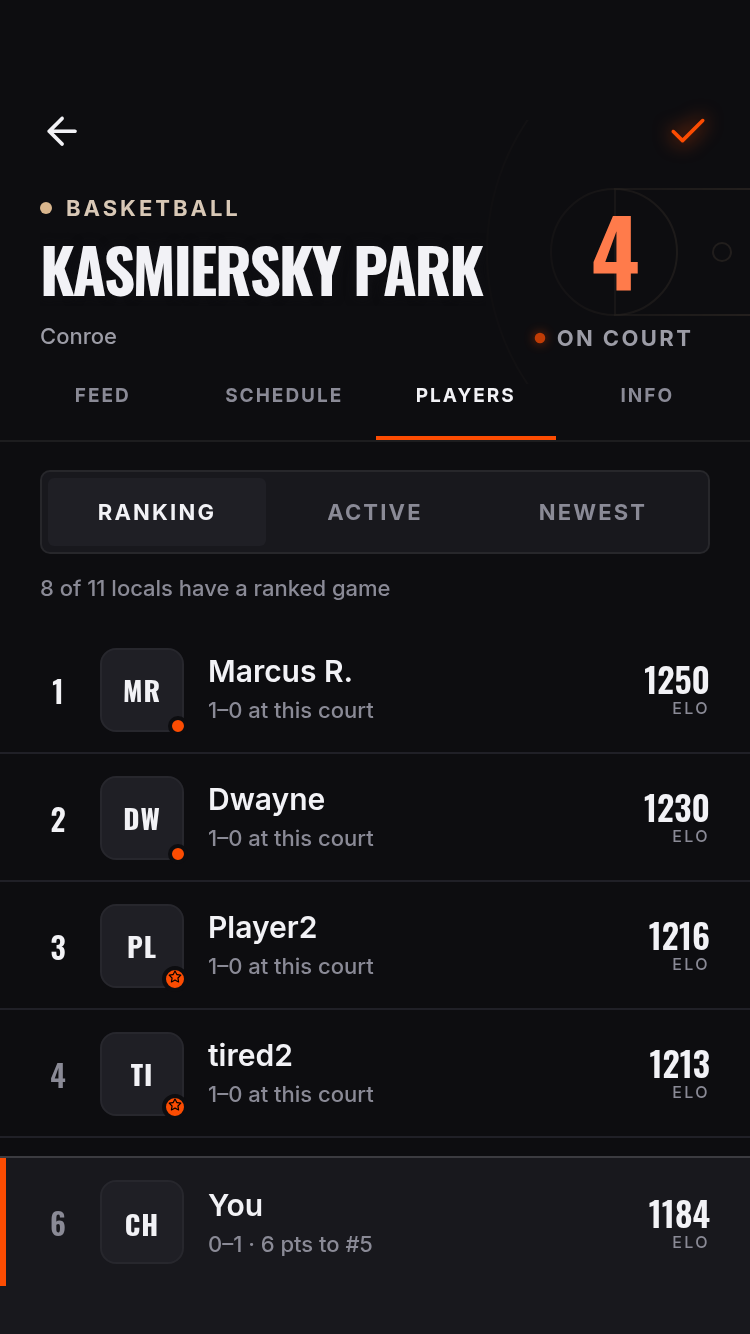 BASKETBALL
KASMIERSKY PARK
4
Conroe
ON COURT
FEED SCHEDULE PLAYERS INFO
RANKING ACTIVE NEWEST
8 of 11 locals have a ranked game
1 MR Marcus R. 1250
1–0 at this court ELO
2 DW Dwayne 1230
1–0 at this court ELO
3 PL Player2 1216
1–0 at this court ELO
4 TI tired2 1213
1–0 at this court ELO
6 CH You 1184
0–1 · 6 pts to #5 ELO